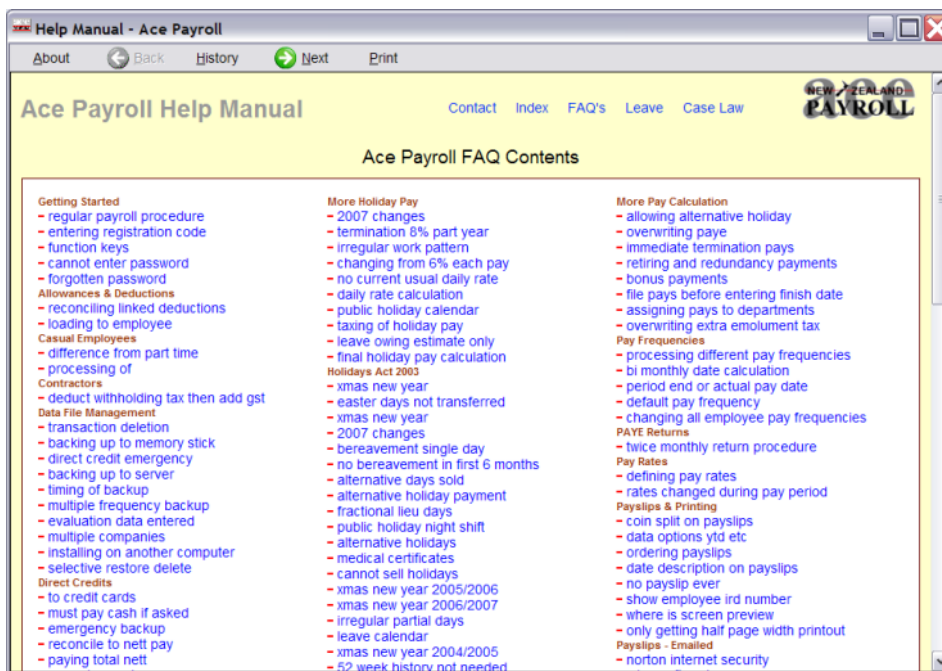 Help Manual - Ace Payroll
About Back History Next Print
Ace Payroll Help Manual
Contact Index FAQ's Leave Case Law
NEW ZEALAND
PAYROLL
Ace Payroll FAQ Contents
Getting Started
- regular payroll procedure
- entering registration code
- function keys
- cannot enter password
- forgotten password
Allowances & Deductions
- reconciling linked deductions
- loading to employee
Casual Employees
- difference from part time
- processing of
Contractors
- deduct withholding tax then add gst
Data File Management
- transaction deletion
- backing up to memory stick
- direct credit emergency
- backing up to server
- timing of backup
- multiple frequency backup
- evaluation data entered
- multiple companies
- installing on another computer
- selective restore delete
Direct Credits
- to credit cards
- must pay cash if asked
- emergency backup
- reconcile to nett pay
- paying total nett
More Holiday Pay
- 2007 changes
- termination 8% part year
- irregular work pattern
- changing from 6% each pay
- no current usual daily rate
- daily rate calculation
- public holiday calendar
- taxing of holiday pay
- leave owing estimate only
- final holiday pay calculation
Holidays Act 2003
- xmas new year
- easter days not transferred
- xmas new year
- 2007 changes
- bereavement single day
- no bereavement in first 6 months
- alternative days sold
- alternative holiday payment
- fractional lieu days
- public holiday night shift
- alternative holidays
- medical certificates
- cannot sell holidays
- xmas new year 2005/2006
- xmas new year 2006/2007
- irregular partial days
- leave calendar
- xmas new year 2004/2005
- 52 week history not needed
More Pay Calculation
- allowing alternative holiday
- overwriting paye
- immediate termination pays
- retiring and redundancy payments
- bonus payments
- file pays before entering finish date
- assigning pays to departments
- overwriting extra emolument tax
Pay Frequencies
- processing different pay frequencies
- bi monthly date calculation
- period end or actual pay date
- default pay frequency
- changing all employee pay frequencies
PAYE Returns
- twice monthly return procedure
Pay Rates
- defining pay rates
- rates changed during pay period
Payslips & Printing
- coin split on payslips
- data options ytd etc
- ordering payslips
- date description on payslips
- no payslip ever
- show employee ird number
- where is screen preview
- only getting half page width printout
Payslips - Emailed
- norton internet security